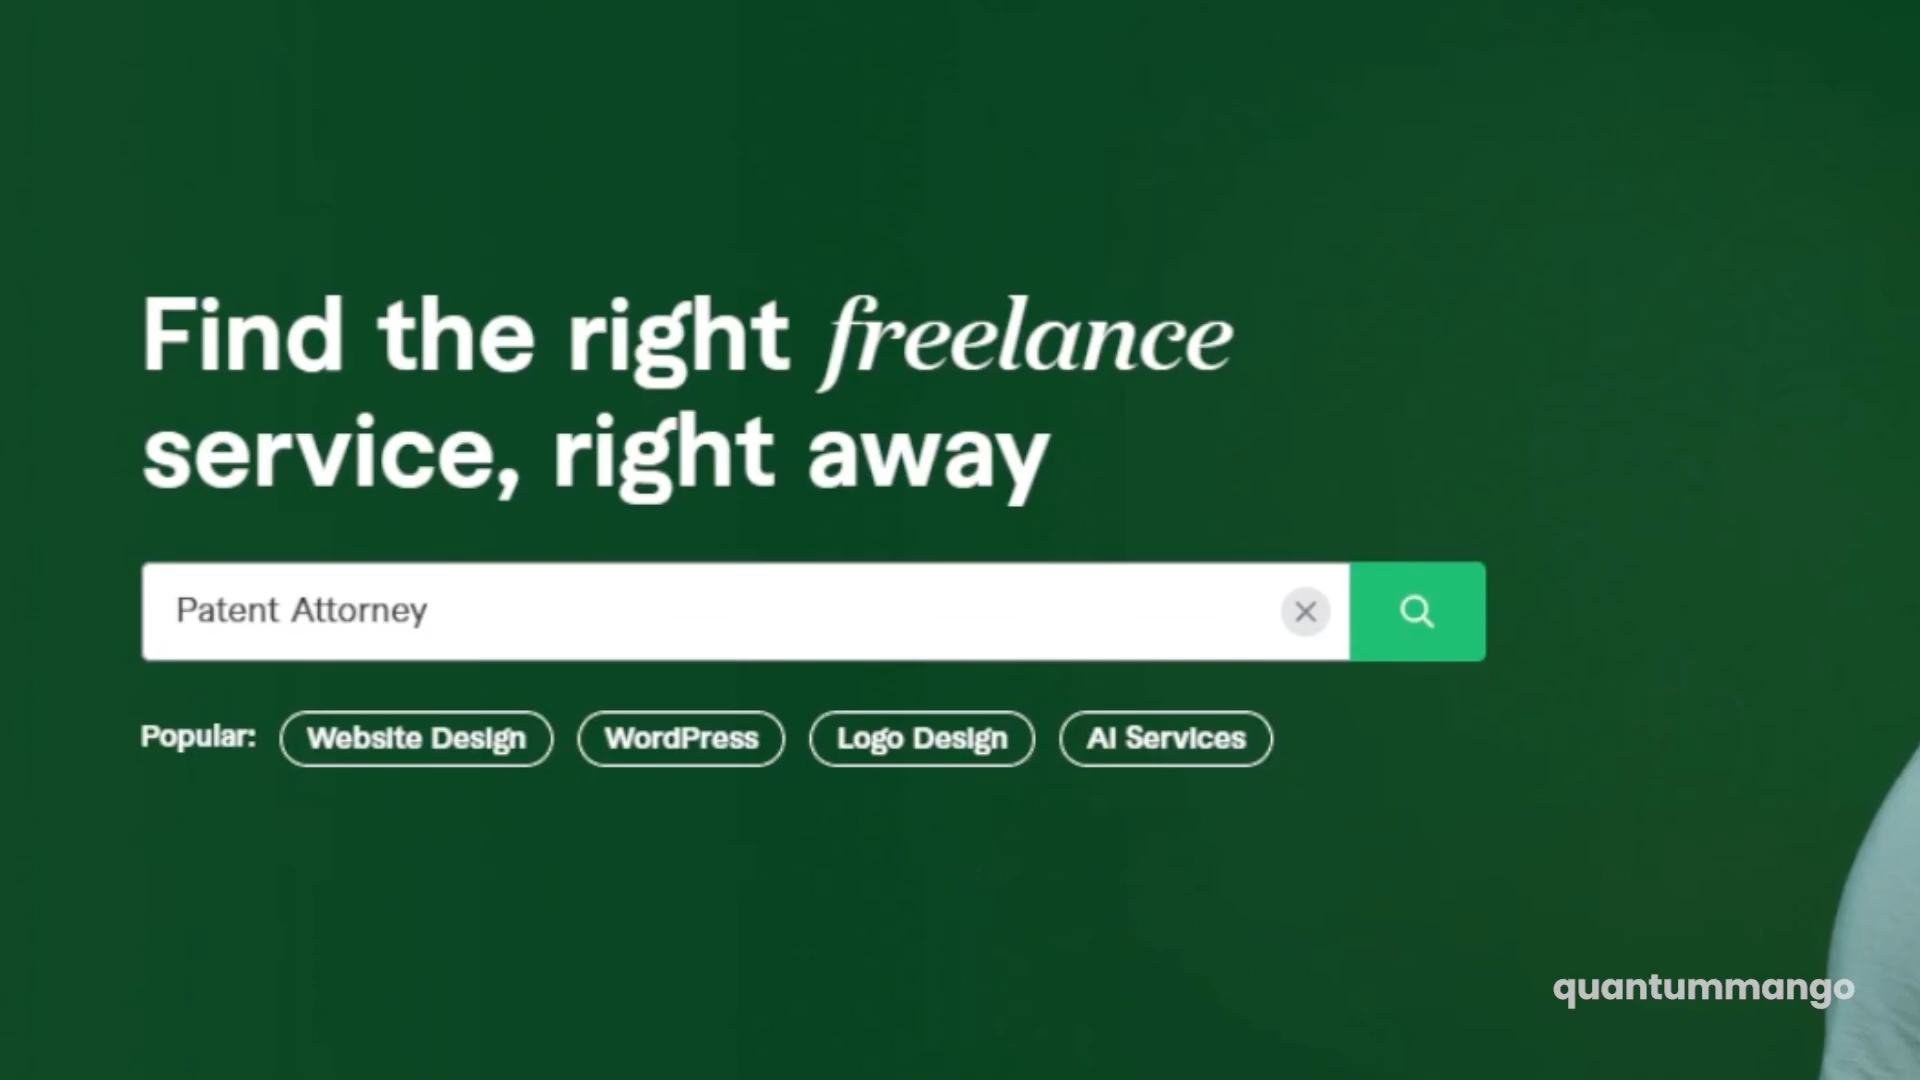 Find the right freelance
service, right away
Patent Attorney
Popular: Website Design WordPress Logo Design AI Services
quantummango